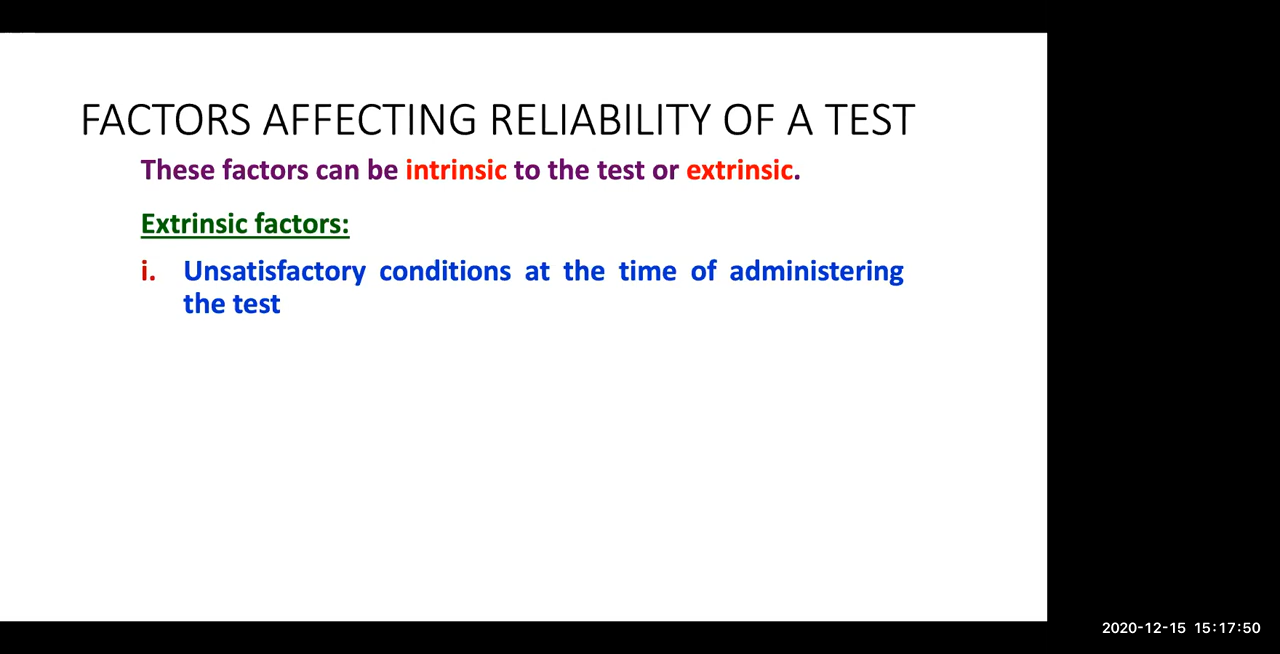 FACTORS AFFECTING RELIABILITY OF A TEST
These factors can be intrinsic to the test or extrinsic.
Extrinsic factors:
i. Unsatisfactory conditions at the time of administering
the test
2020-12-15 15:17:50